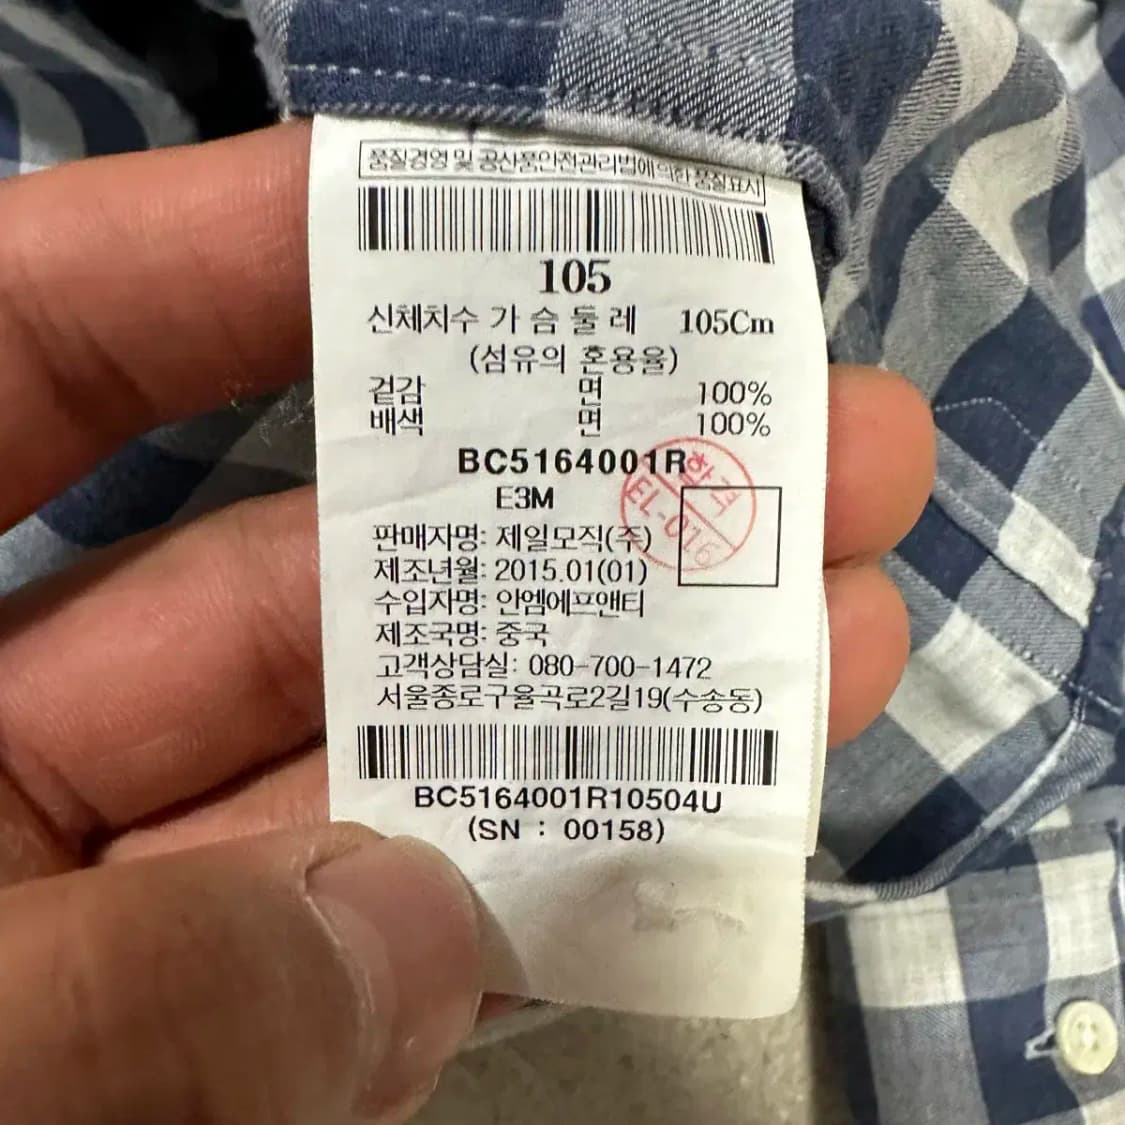 품질경영 및 공산품안전관리법에의한 품질표시
105
신체치수 가 슴 둘 레 105Cm
(섬유의 혼용율)
겉감 면 100%
배색 면 100%
BC5164001R
합격
EL-016
E3M
판매자명: 제일모직(주)
제조년월: 2015.01(01)
수입자명: 안엠에프앤티
제조국명: 중국
고객상담실: 080-700-1472
서울종로구율곡로2길19(수송동)
BC5164001R10504U
(SN : 00158)